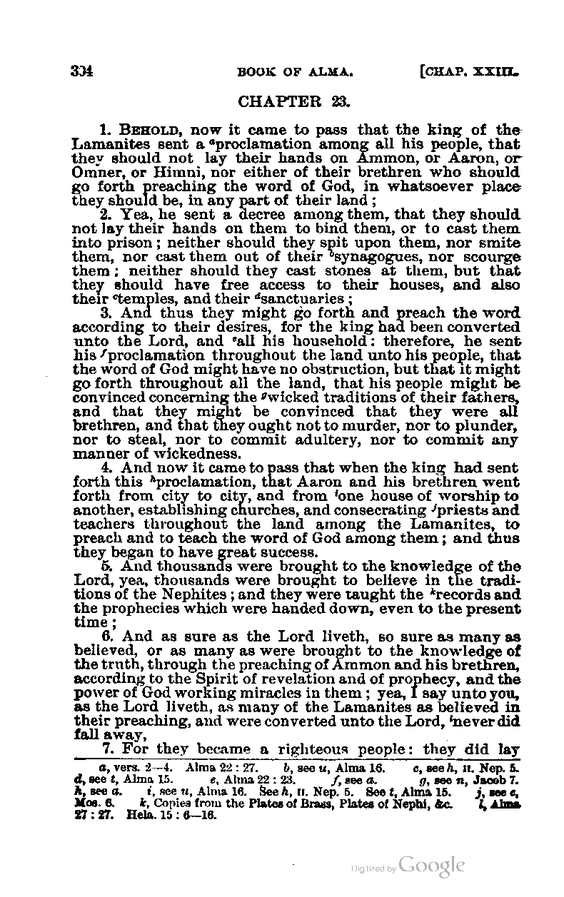 304 BOOK OF ALMA. [CHAP. XXIII.
CHAPTER 23.
1. BEHOLD, now it came to pass that the king of the
Lamanites sent a ᵃproclamation among all his people, that
they should not lay their hands on Ammon, or Aaron, or
Omner, or Himni, nor either of their brethren who should
go forth preaching the word of God, in whatsoever place
they should be, in any part of their land;
2. Yea, he sent a decree among them, that they should
not lay their hands on them to bind them, or to cast them
into prison; neither should they spit upon them, nor smite
them, nor cast them out of their ᵇsynagogues, nor scourge
them; neither should they cast stones at them, but that
they should have free access to their houses, and also
their ᶜtemples, and their ᵈsanctuaries;
3. And thus they might go forth and preach the word
according to their desires, for the king had been converted
unto the Lord, and ᵉall his household: therefore, he sent
his ᶠproclamation throughout the land unto his people, that
the word of God might have no obstruction, but that it might
go forth throughout all the land, that his people might be
convinced concerning the ᵍwicked traditions of their fathers,
and that they might be convinced that they were all
brethren, and that they ought not to murder, nor to plunder,
nor to steal, nor to commit adultery, nor to commit any
manner of wickedness.
4. And now it came to pass that when the king had sent
forth this ʰproclamation, that Aaron and his brethren went
forth from city to city, and from ⁱone house of worship to
another, establishing churches, and consecrating ʲpriests and
teachers throughout the land among the Lamanites, to
preach and to teach the word of God among them; and thus
they began to have great success.
5. And thousands were brought to the knowledge of the
Lord, yea, thousands were brought to believe in the tradi-
tions of the Nephites; and they were taught the ᵏrecords and
the prophecies which were handed down, even to the present
time;
6. And as sure as the Lord liveth, so sure as many as
believed, or as many as were brought to the knowledge of
the truth, through the preaching of Ammon and his brethren,
according to the Spirit of revelation and of prophecy, and the
power of God working miracles in them; yea, I say unto you,
as the Lord liveth, as many of the Lamanites as believed in
their preaching, and were converted unto the Lord, ˡnever did
fall away,
7. For they became a righteous people: they did lay
a, vers. 2—4. Alma 22:27. b, see u, Alma 16. c, see h, II. Nep. 5.
d, see t, Alma 15. e, Alma 22:23. f, see a. g, see n, Jacob 7.
h, see a. i, see u, Alma 16. See h, II. Nep. 5. See t, Alma 15. j, see e,
Mos. 6. k, Copies from the Plates of Brass, Plates of Nephi, &c. l, Alma
27:27. Hela. 15:6—16.
Digitized by Google